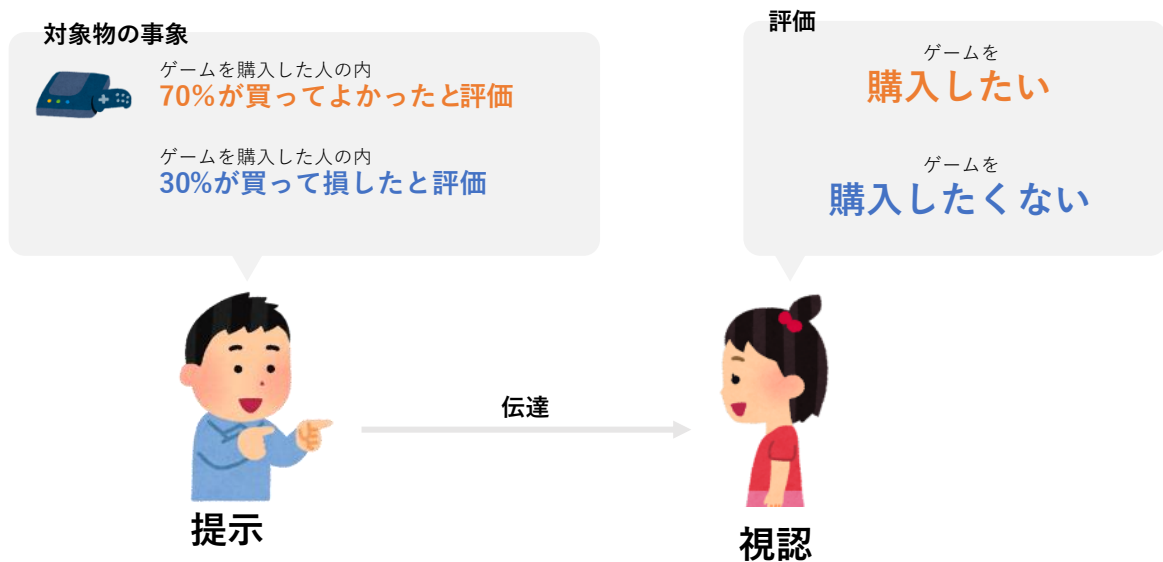 対象物の事象
ゲームを購入した人の内
70%が買ってよかったと評価
ゲームを購入した人の内
30%が買って損したと評価
評価
ゲームを
購入したい
ゲームを
購入したくない
伝達
提示
視認